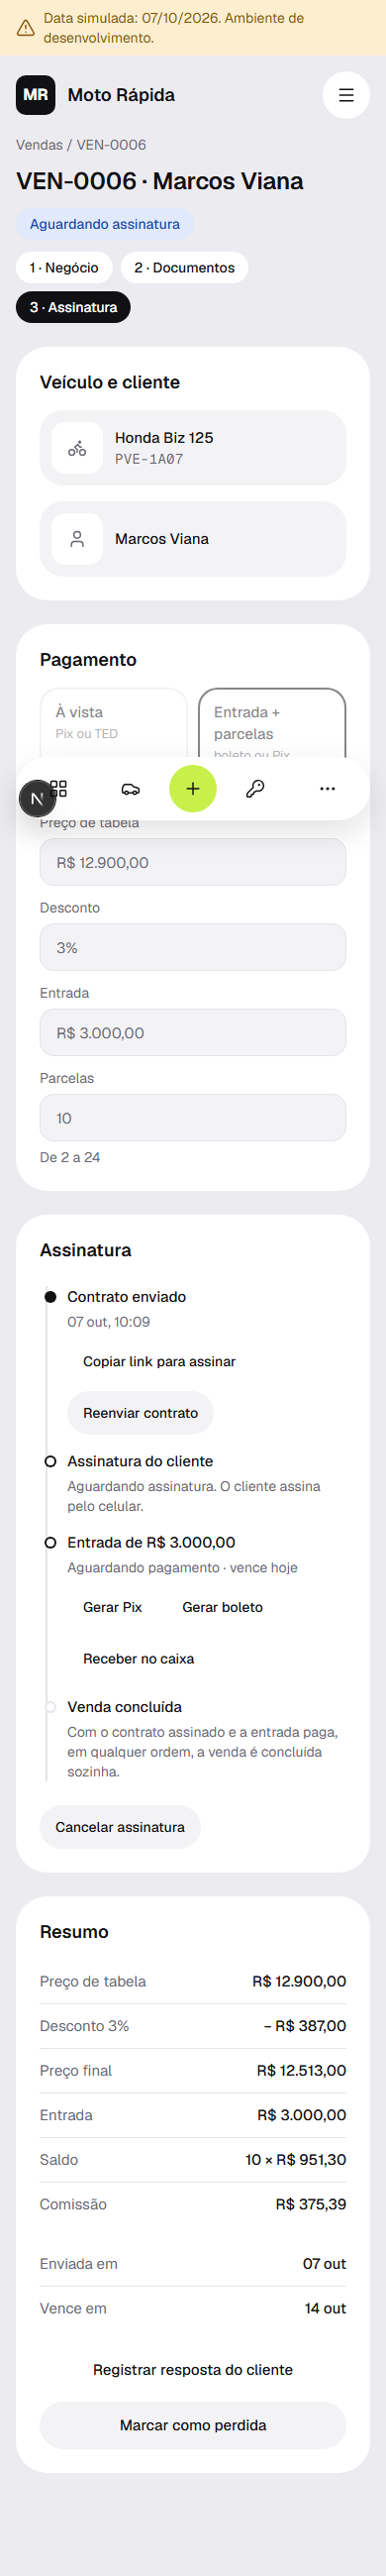 Data simulada: 07/10/2026. Ambiente de
desenvolvimento.
MR
Moto Rápida
Vendas / VEN-0006
VEN-0006 · Marcos Viana
Aguardando assinatura
1 · Negócio
2 · Documentos
3 · Assinatura
Veículo e cliente
Honda Biz 125
PVE-1A07
Marcos Viana
Pagamento
À vista
Pix ou TED
Entrada +
parcelas
boleto ou Pix
N
Preço de tabela
R$ 12.900,00
Desconto
3%
Entrada
R$ 3.000,00
Parcelas
10
De 2 a 24
Assinatura
Contrato enviado
07 out, 10:09
Copiar link para assinar
Reenviar contrato
Assinatura do cliente
Aguardando assinatura. O cliente assina
pelo celular.
Entrada de R$ 3.000,00
Aguardando pagamento · vence hoje
Gerar Pix
Gerar boleto
Receber no caixa
Venda concluída
Com o contrato assinado e a entrada paga,
em qualquer ordem, a venda é concluída
sozinha.
Cancelar assinatura
Resumo
Preço de tabela R$ 12.900,00
Desconto 3% − R$ 387,00
Preço final R$ 12.513,00
Entrada R$ 3.000,00
Saldo 10 × R$ 951,30
Comissão R$ 375,39
Enviada em 07 out
Vence em 14 out
Registrar resposta do cliente
Marcar como perdida